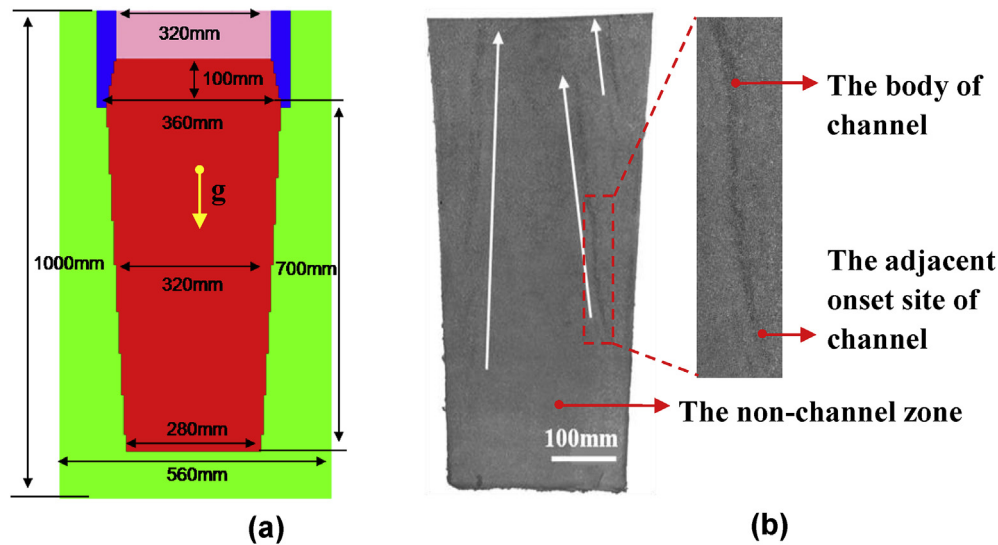 320mm
100mm
360mm
g
1000mm
320mm
700mm
280mm
560mm
(a)
The body of
channel
The adjacent
onset site of
channel
The non-channel zone
100mm
(b)